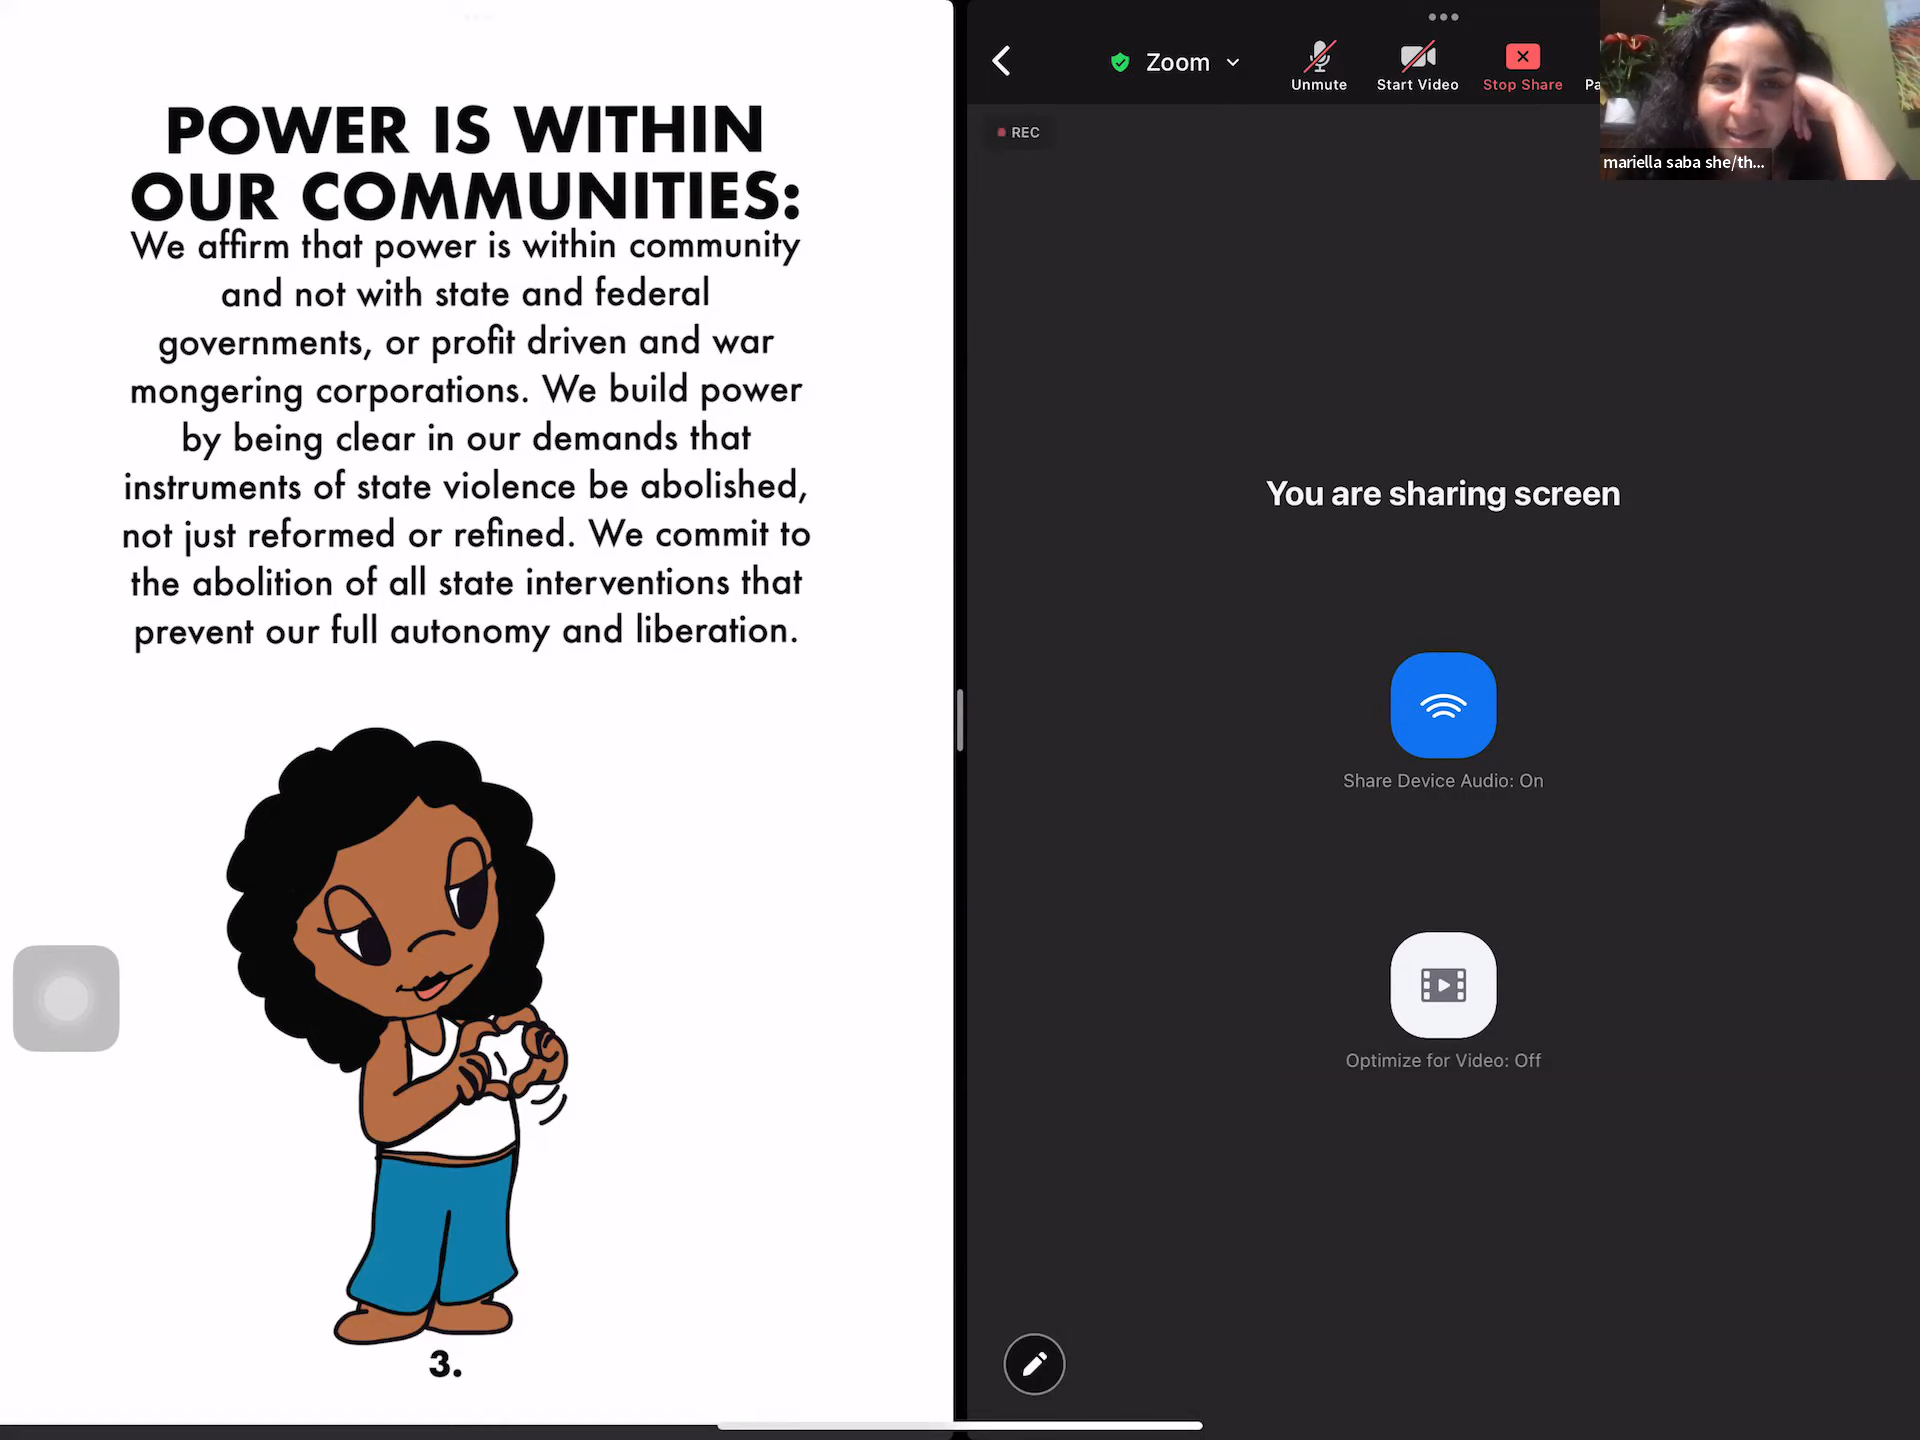 POWER IS WITHIN
OUR COMMUNITIES:
We affirm that power is within community
and not with state and federal
governments, or profit driven and war
mongering corporations. We build power
by being clear in our demands that
instruments of state violence be abolished,
not just reformed or refined. We commit to
the abolition of all state interventions that
prevent our full autonomy and liberation.
3.
Zoom
Unmute
Start Video
Stop Share
Pa
REC
mariella saba she/th...
You are sharing screen
Share Device Audio: On
Optimize for Video: Off